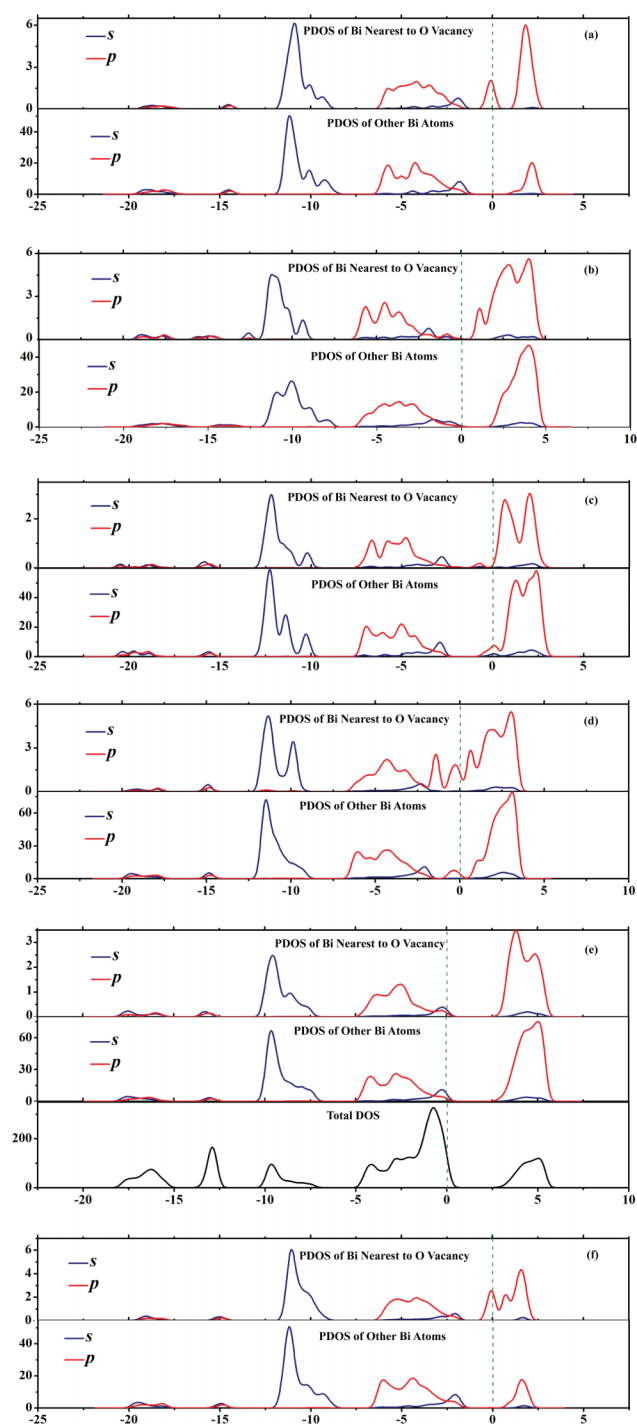 6
s
PDOS of Bi Nearest to O Vacancy
(a)
p
3
0
PDOS of Other Bi Atoms
40
s
20
p
0
-25 -20 -15 -10 -5 0 5 10
6
PDOS of Bi Nearest to O Vacancy
(b)
s
3
p
0
PDOS of Other Bi Atoms
40
s
20
p
0
-25 -20 -15 -10 -5 0 5 10
PDOS of Bi Nearest to O Vacancy
(c)
s
2
p
0
PDOS of Other Bi Atoms
s
40
20
p
0
-25 -20 -15 -10 -5 0 5
6
PDOS of Bi Nearest to O Vacancy
(d)
s
3
p
0
PDOS of Other Bi Atoms
60
s
30
p
0
-25 -20 -15 -10 -5 0 5 10
3
PDOS of Bi Nearest to O Vacancy
(e)
s
2
p
1
0
PDOS of Other Bi Atoms
60
s
30
p
0
Total DOS
200
-20 -15 -10 -5 0 5 10
6
PDOS of Bi Nearest to O Vacancy
(f)
s
4
p
2
0
PDOS of Other Bi Atoms
40
s
20
p
0
-25 -20 -15 -10 -5 0 5